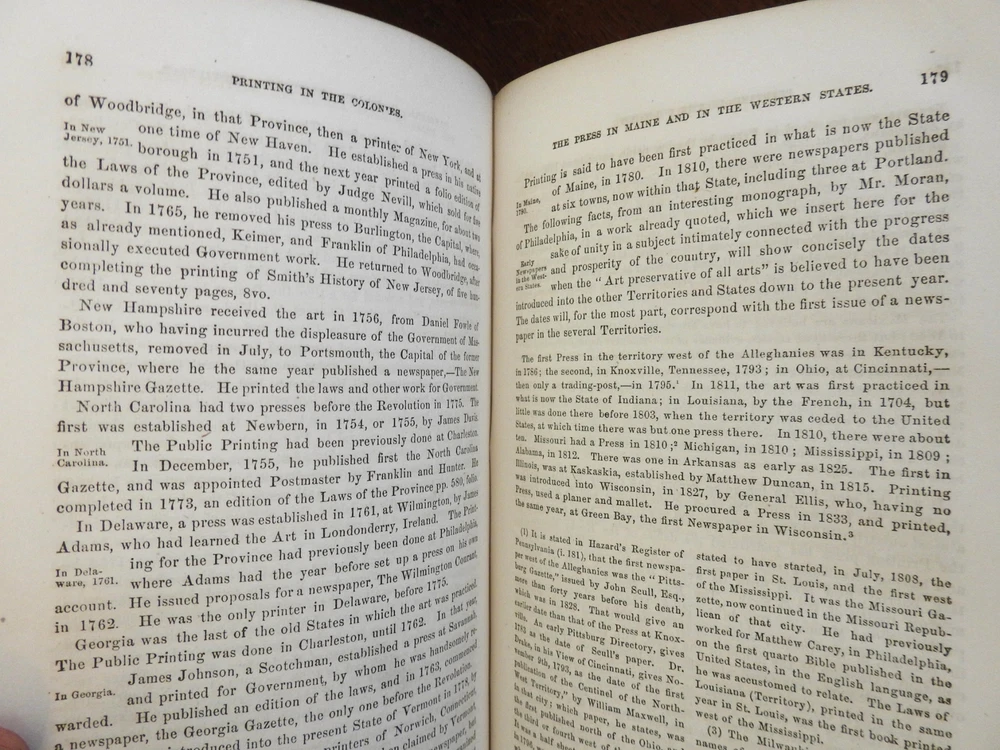 178
PRINTING IN THE COLONIES.
of Woodbridge, in that Province, then a printer of New York, and at
In New
Jersey, 1751.
one time of New Haven. He established a press in his native
borough in 1751, and the next year printed a folio edition of
the Laws of the Province, edited by Judge Nevill, which sold for two
dollars a volume. He also published a monthly Magazine, for about two
years. In 1765, he removed his press to Burlington, the Capital, where,
as already mentioned, Keimer, and Franklin of Philadelphia, had occa-
sionally executed Government work. He returned to Woodbridge, after
completing the printing of Smith's History of New Jersey, of five hun-
dred and seventy pages, 8vo.
New Hampshire received the art in 1756, from Daniel Fowle of
Boston, who having incurred the displeasure of the Government of Mas-
sachusetts, removed in July, to Portsmouth, the Capital of the former
Province, where he the same year published a newspaper,—The New
Hampshire Gazette. He printed the laws and other work for Government
North Carolina had two presses before the Revolution in 1775. The
first was established at Newbern, in 1754, or 1755, by James Davis.
In North
Carolina.
The Public Printing had been previously done at Charleston.
In December, 1755, he published first the North Carolina
Gazette, and was appointed Postmaster by Franklin and Hunter. He
completed in 1773, an edition of the Laws of the Province pp. 580, folio.
In Delaware, a press was established in 1761, at Wilmington, by James
Adams, who had learned the Art in Londonderry, Ireland. The Print-
In Dela-
ware, 1761.
ing for the Province had previously been done at Philadelphia,
where Adams had the year before set up a press on his own
account. He issued proposals for a newspaper, The Wilmington Courant,
in 1762. He was the only printer in Delaware, before 1775.
Georgia was the last of the old States in which the art was practiced.
The Public Printing was done in Charleston, until 1762. In that year,
In Georgia.
James Johnson, a Scotchman, established a press at Savannah,
and printed for Government, by whom he was handsomely re-
warded. He published an edition of the laws, and in 1763, commenced
a newspaper, the Georgia Gazette, the only one before the Revolution.
introduced into the present State of Vermont in 1778, by
printers of Norwich, Connecticut,
when claimed by Vermont,
179
THE PRESS IN MAINE AND IN THE WESTERN STATES.
Printing is said to have been first practiced in what is now the State
In Maine,
1780.
of Maine, in 1780. In 1810, there were newspapers published
at six towns, now within that State, including three at Portland.
The following facts, from an interesting monograph, by Mr. Moran,
of Philadelphia, in a work already quoted, which we insert here for the
Early
Newspapers
in the West-
ern States.
sake of unity in a subject intimately connected with the progress
and prosperity of the country, will show concisely the dates
when the "Art preservative of all arts" is believed to have been
introduced into the other Territories and States down to the present year.
The dates will, for the most part, correspond with the first issue of a news-
paper in the several Territories.
The first Press in the territory west of the Alleghanies was in Kentucky,
in 1786; the second, in Knoxville, Tennessee, 1793; in Ohio, at Cincinnati,—
then only a trading-post,—in 1795.¹ In 1811, the art was first practiced in
what is now the State of Indiana; in Louisiana, by the French, in 1704, but
little was done there before 1803, when the territory was ceded to the United
States, at which time there was but one press there. In 1810, there were about
ten. Missouri had a Press in 1810;² Michigan, in 1810; Mississippi, in 1809;
Alabama, in 1812. There was one in Arkansas as early as 1825. The first in
Illinois, was at Kaskaskia, established by Matthew Duncan, in 1815. Printing
was introduced into Wisconsin, in 1827, by General Ellis, who, having no
Press, used a planer and mallet. He procured a Press in 1833, and printed,
the same year, at Green Bay, the first Newspaper in Wisconsin.³
(1) It is stated in Hazard's Register of
Pennsylvania (i. 181), that the first newspa-
per west of the Alleghanies was the "Pitts-
berg Gazette," issued by John Scull, Esq.,
more than forty years before his death,
which was in 1828. That would give an
earlier date than that of the Press at Knox-
ville. An early Pittsburg Directory, gives
1783 as the date of Scull's paper. Dr.
Drake, in his View of Cincinnati, gives No-
vember 9th, 1793, as the date of the first
publication of the Centinel of the North-
West Territory," by William Maxwell, in
that city; which paper, he states, was
the first published north of the Ohio, and
the third or fourth west of the
was a half sheet
stated to have started, in July, 1808, the
first paper in St. Louis, and the first west
of the Mississippi. It was the Missouri Ga-
zette, now continued in the Missouri Repub-
lican of that city. He had previously
worked for Matthew Carey, in Philadelphia,
on the first quarto Bible published in the
United States, in the English language, as
he was accustomed to relate. The Laws of
Louisiana (Territory), printed in the same
year in St. Louis, was the first book printed
west of the Mississippi.
(3) The
names of